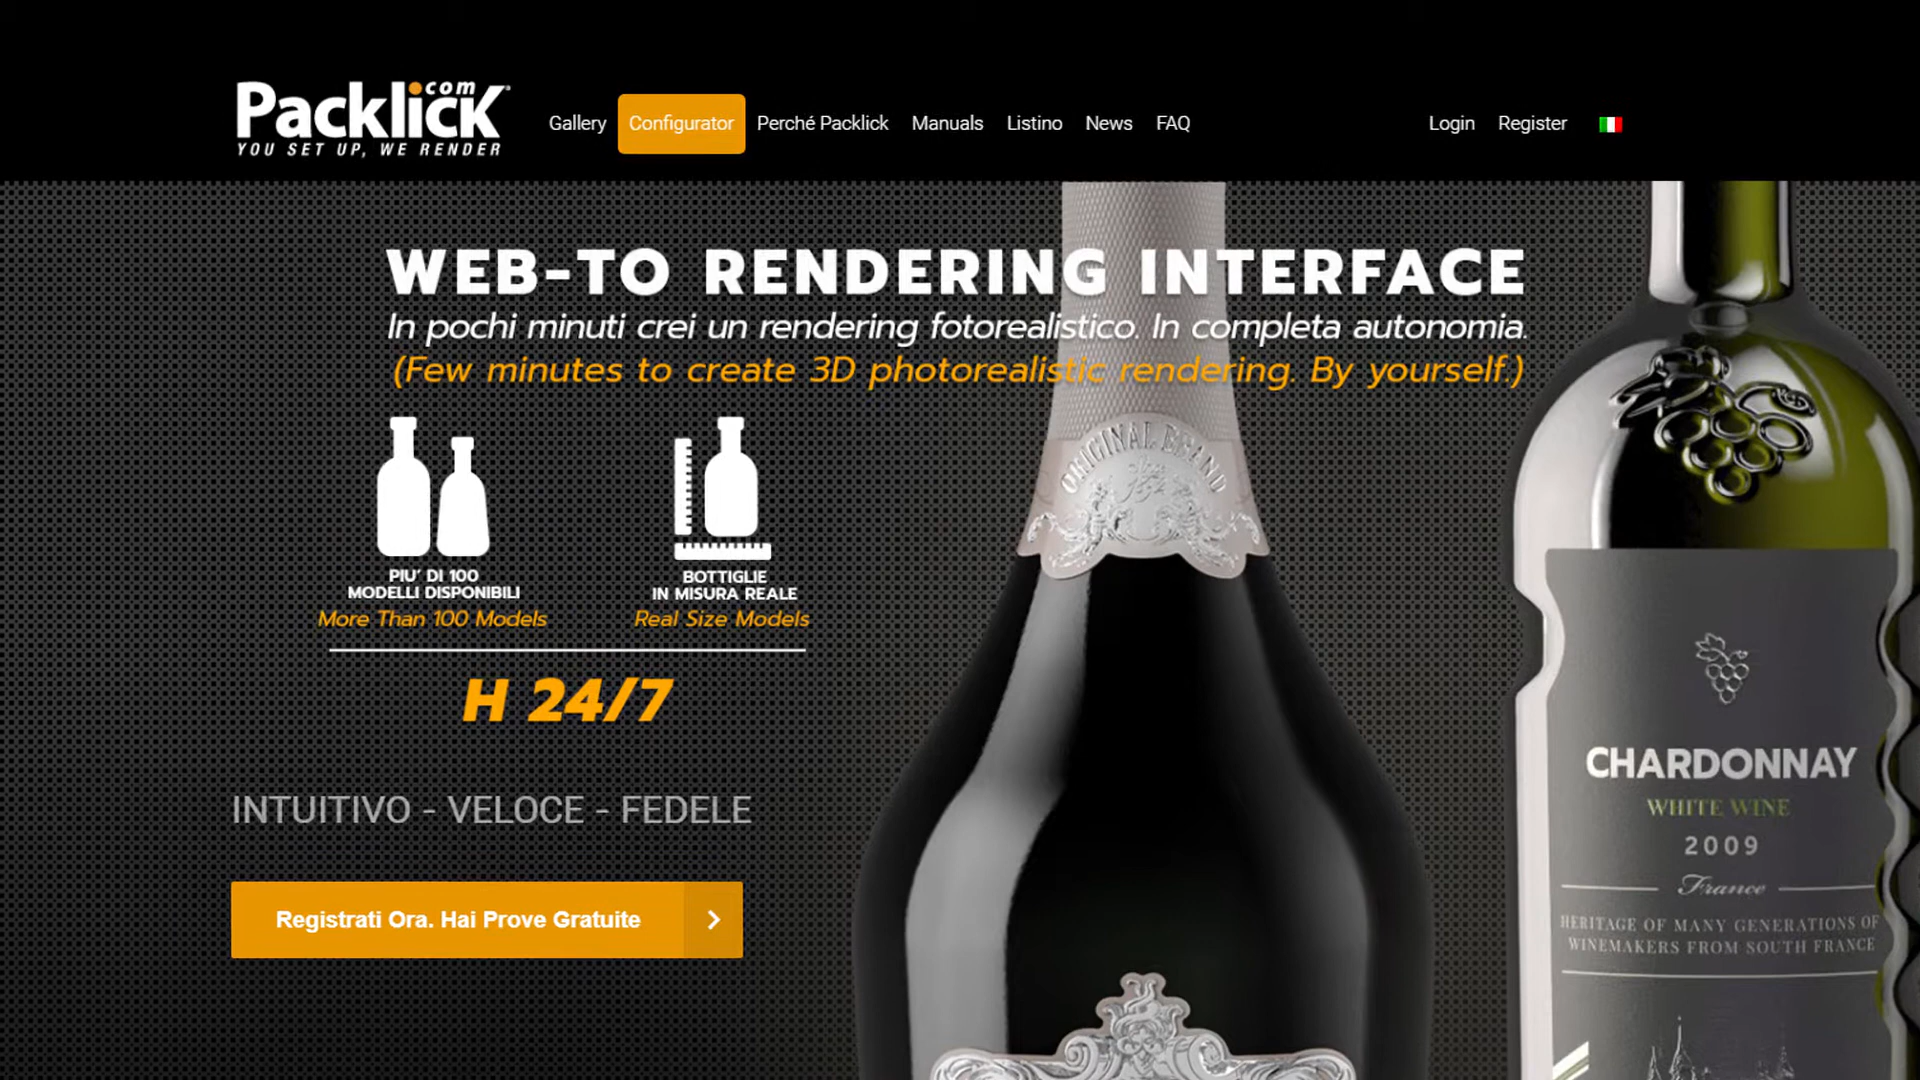 Packlick.com
YOU SET UP, WE RENDER
Gallery
Configurator
Perché Packlick
Manuals
Listino
News
FAQ
Login
Register
WEB-TO RENDERING INTERFACE
In pochi minuti crei un rendering fotorealistico. In completa autonomia.
(Few minutes to create 3D photorealistic rendering. By yourself.)
PIU' DI 100
MODELLI DISPONIBILI
More Than 100 Models
BOTTIGLIE
IN MISURA REALE
Real Size Models
H 24/7
INTUITIVO - VELOCE - FEDELE
Registrati Ora. Hai Prove Gratuite
ORIGINAL BRAND
CHARDONNAY
WHITE WINE
2009
France
HERITAGE OF MANY GENERATIONS OF
WINEMAKERS FROM SOUTH FRANCE